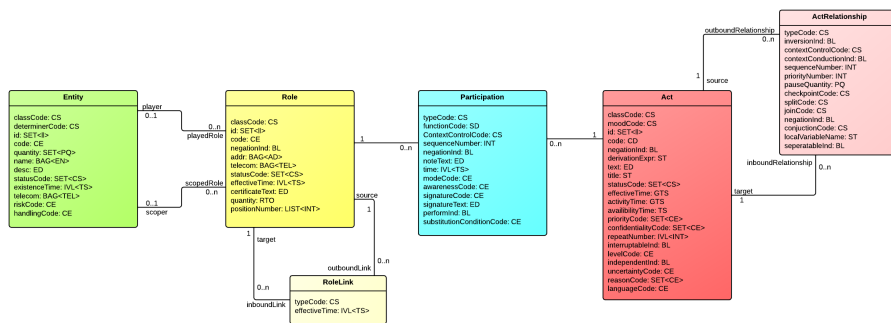 ActRelationship
typeCode: CS
inversionInd: BL
contextControlCode: CS
contextConductionInd: BL
sequenceNumber: INT
priorityNumber: INT
pauseQuantity: PQ
checkpointCode: CS
splitCode: CS
joinCode: CS
negationInd: BL
conjuctionCode: CS
localVariableName: ST
seperatableInd: BL
outboundRelationship
0..n
1
source
inboundRelationship
0..n
target
1
Entity
classCode: CS
determinerCode: CS
id: SET<II>
code: CE
quantity: SET<PQ>
name: BAG<EN>
desc: ED
statusCode: SET<CS>
existenceTime: IVL<TS>
telecom: BAG<TEL>
riskCode: CE
handlingCode: CE
player
0..1
0..n
playedRole
scopedRole
0..n
0..1
scoper
Role
classCode: CS
id: SET<II>
code: CE
negationInd: BL
addr: BAG<AD>
telecom: BAG<TEL>
statusCode: SET<CS>
effectiveTime: IVL<TS>
certificateText: ED
quantity: RTO
positionNumber: LIST<INT>
1
0..n
source
1
1
target
outboundLink
0..n
0..n
inboundLink
RoleLink
typeCode: CS
effectiveTime: IVL<TS>
Participation
typeCode: CS
functionCode: SD
ContextControlCode: CS
sequenceNumber: INT
negationInd: BL
noteText: ED
time: IVL<TS>
modeCode: CE
awarenessCode: CE
signatureCode: CE
signatureText: ED
performInd: BL
substitutionConditionCode: CE
1
0..n
Act
classCode: CS
moodCode: CS
id: SET<II>
code: CD
negationInd: BL
derivationExpr: ST
text: ED
title: ST
statusCode: SET<CS>
effectiveTime: GTS
activityTime: GTS
availibilityTime: TS
priorityCode: SET<CE>
confidentialityCode: SET<CE>
repeatNumber: IVL<INT>
interruptableInd: BL
levelCode: CE
independentInd: BL
uncertaintyCode: CE
reasonCode: SET<CE>
languageCode: CE